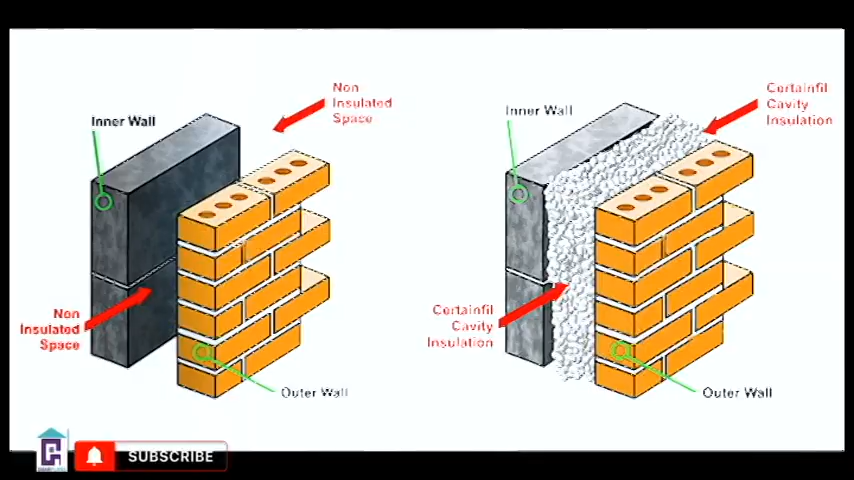 Non
Insulated
Space
Inner Wall
Non
Insulated
Space
Outer Wall
Certainfil
Cavity
Insulation
Inner Wall
Certainfil
Cavity
Insulation
Outer Wall
SUBSCRIBE